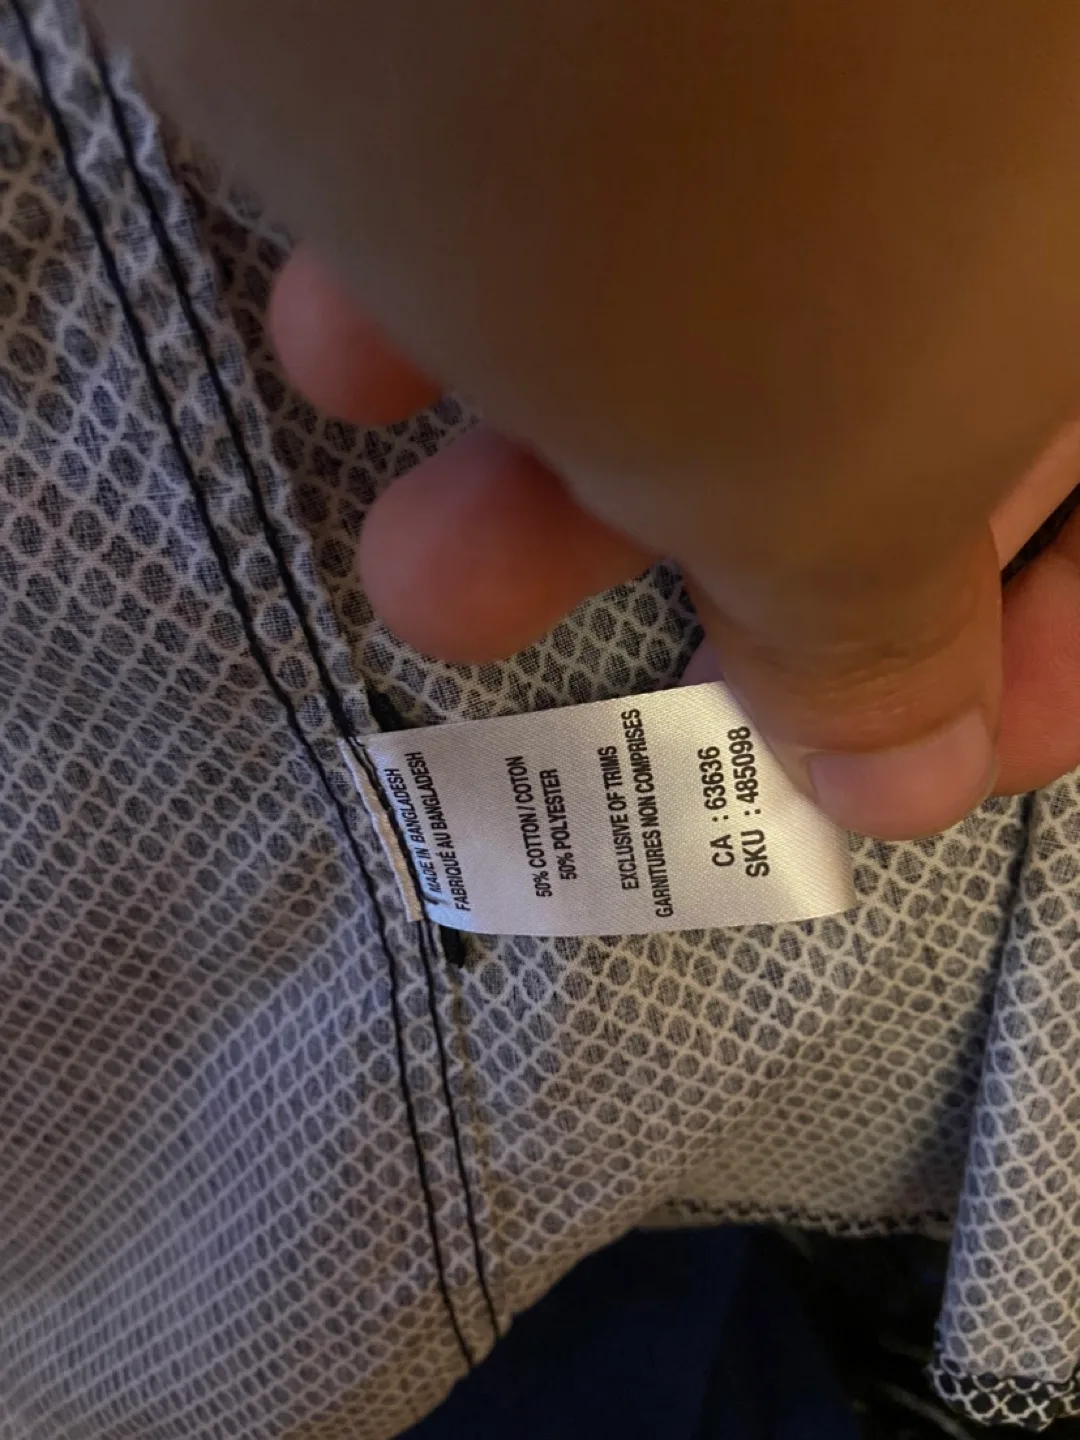 MADE IN BANGLADESH
FABRIQUÉ AU BANGLADESH
50% COTTON / COTON
50% POLYESTER
EXCLUSIVE OF TRIMS
GARNITURES NON COMPRISES
CA : 63636
SKU : 485098